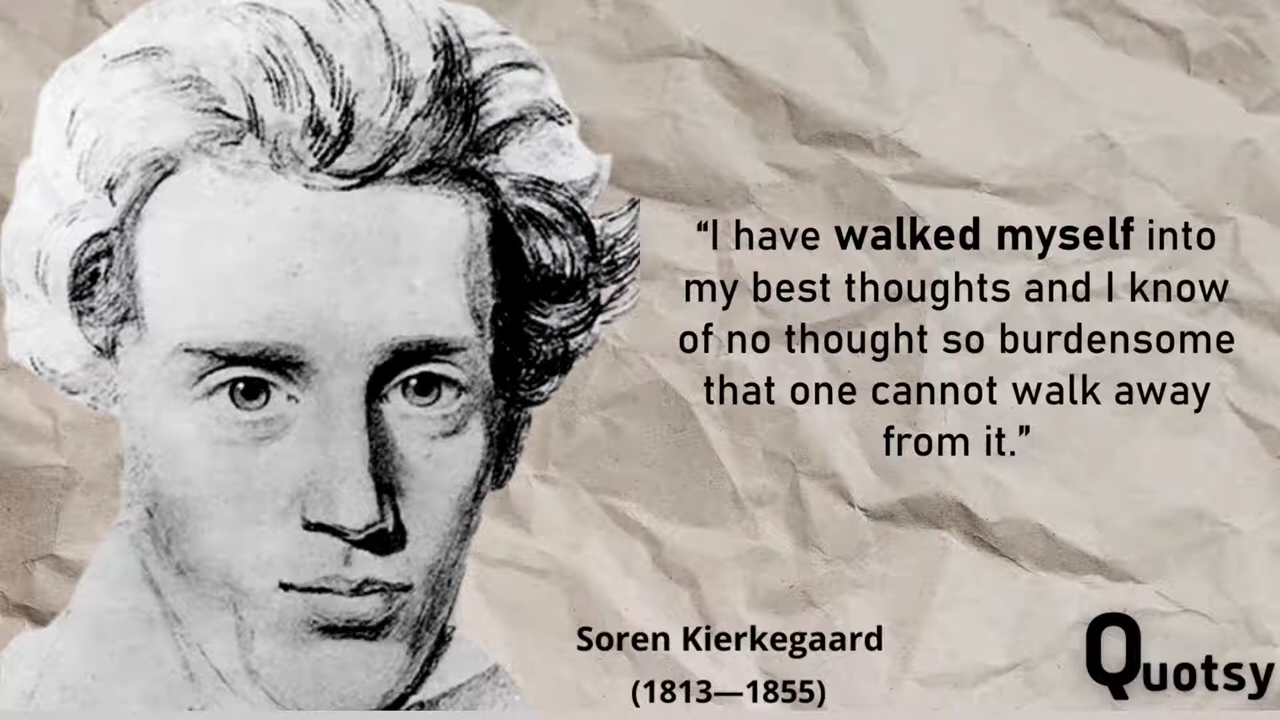 “I have walked myself into
my best thoughts and I know
of no thought so burdensome
that one cannot walk away
from it.”
Soren Kierkegaard
(1813—1855)
Quotsy